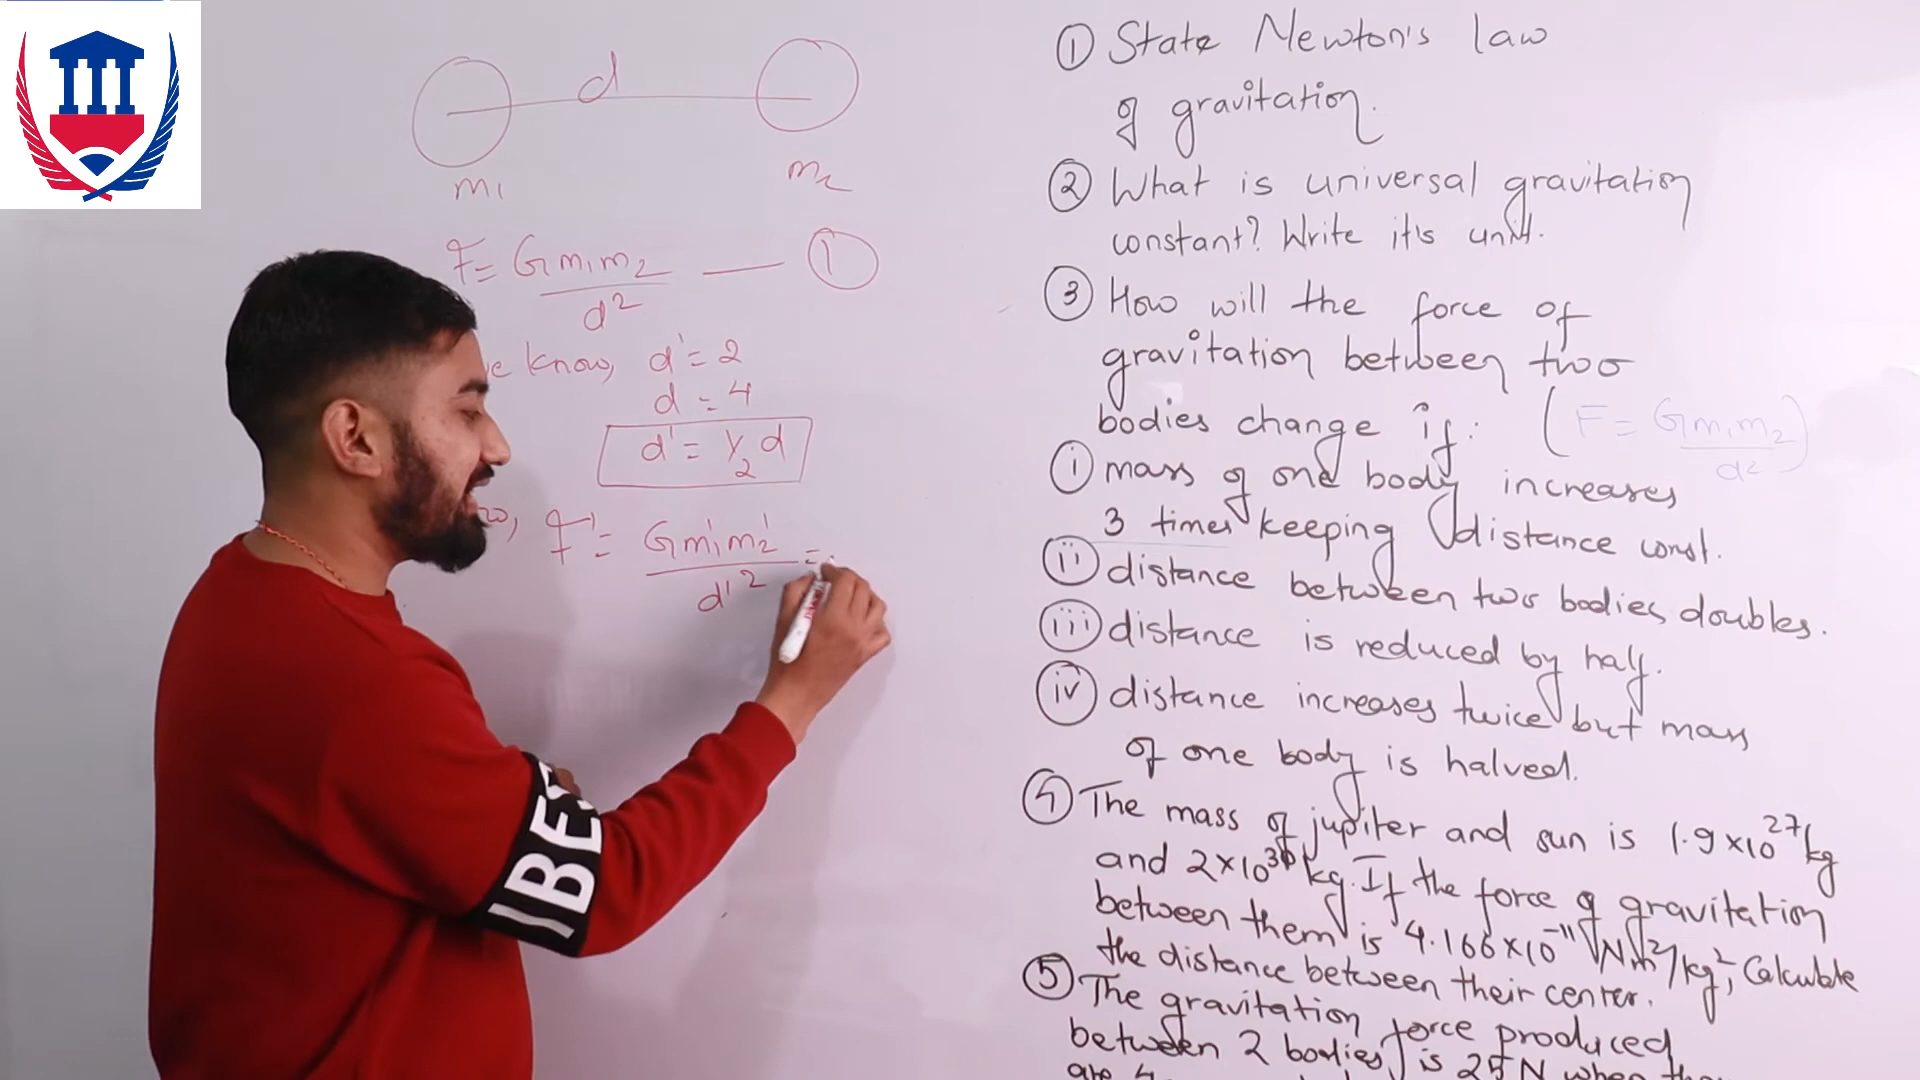 d
m1
m2
F = Gm1m2 —— ①
d²
know, d' = 2
d = 4
d' = 1/2 d
F' = Gm1'm2' =
d'²
① State Newton's law
of gravitation.
② What is universal gravitation
constant? Write it's unit.
③ How will the force of
gravitation between two
bodies change if: (F = Gm1m2
d²)
ⓘ mass of one body increases
3 times keeping distance const.
ii distance between two bodies doubles.
iii distance is reduced by half.
iv distance increases twice but mass
of one body is halved.
④ The mass of jupiter and sun is 1.9×10²⁷kg
and 2×10³⁰kg. If the force of gravitation
between them is 4.166×10⁻¹¹ Nm²/kg², Calculate
the distance between their center.
⑤ The gravitation force produced
between 2 bodies is 25 N when
are 4